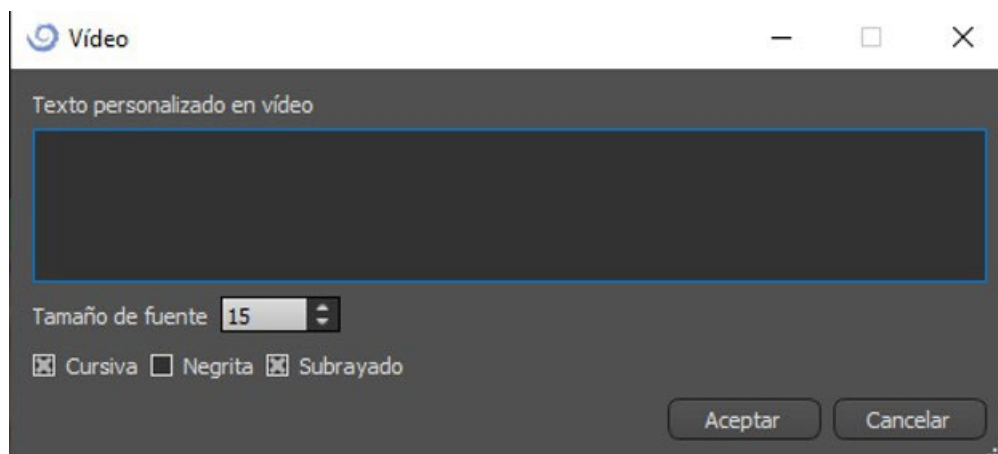 Vídeo
Texto personalizado en vídeo
Tamaño de fuente 15
Cursiva Negrita Subrayado
Aceptar Cancelar